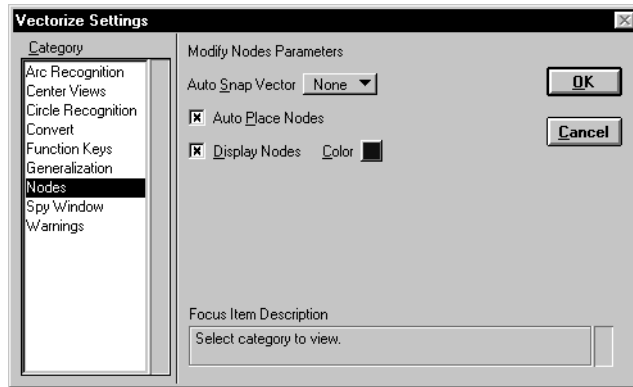 Vectorize Settings
Category
Arc Recognition
Center Views
Circle Recognition
Convert
Function Keys
Generalization
Nodes
Spy Window
Warnings
Modify Nodes Parameters
Auto Snap Vector None
Auto Place Nodes
Display Nodes Color
OK
Cancel
Focus Item Description
Select category to view.